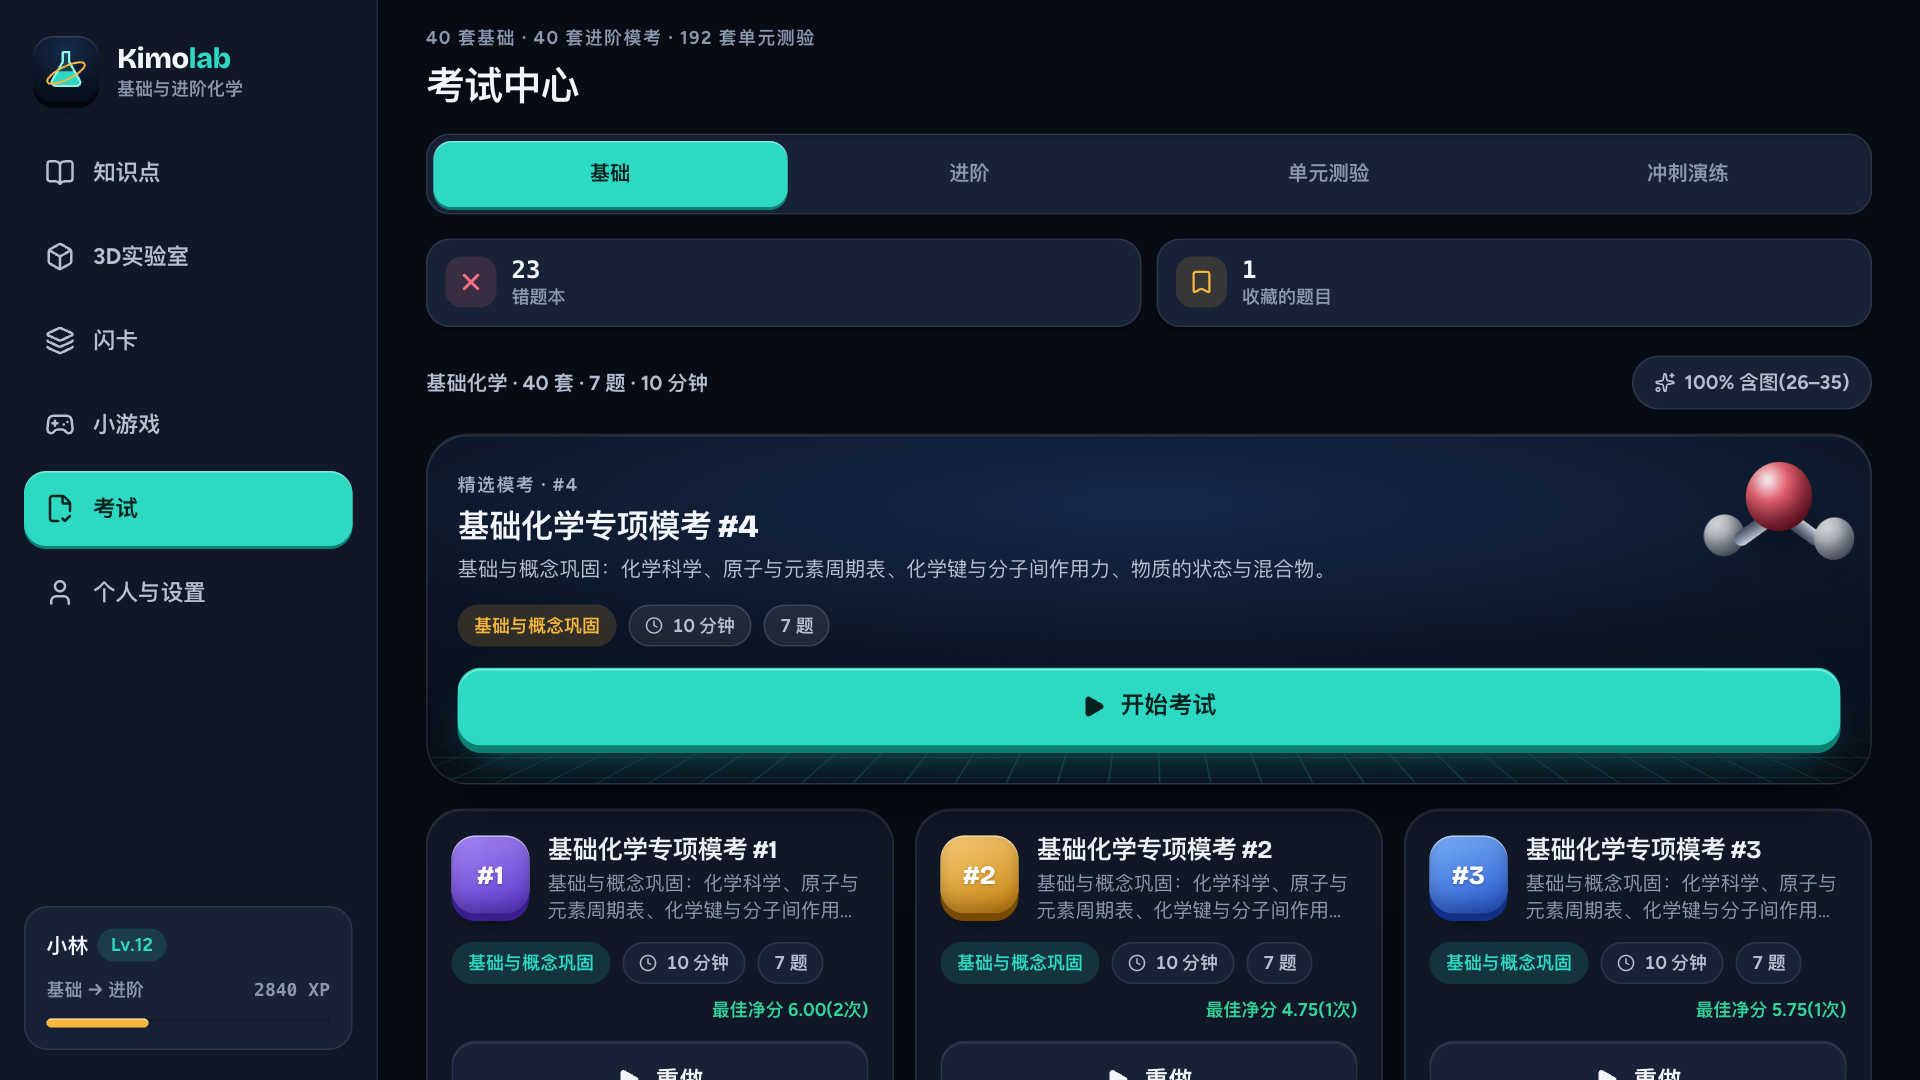 Kimolab
基础与进阶化学
知识点
3D实验室
闪卡
小游戏
考试
个人与设置
小林 Lv.12
基础 → 进阶 2840 XP
40 套基础 · 40 套进阶模考 · 192 套单元测验
考试中心
基础 进阶 单元测验 冲刺演练
23
错题本
1
收藏的题目
基础化学 · 40 套 · 7 题 · 10 分钟
100% 含图(26–35)
精选模考 · #4
基础化学专项模考 #4
基础与概念巩固：化学科学、原子与元素周期表、化学键与分子间作用力、物质的状态与混合物。
基础与概念巩固 10 分钟 7 题
开始考试
#1
基础化学专项模考 #1
基础与概念巩固：化学科学、原子与
元素周期表、化学键与分子间作用...
基础与概念巩固 10 分钟 7 题
最佳净分 6.00(2次)
重做
#2
基础化学专项模考 #2
基础与概念巩固：化学科学、原子与
元素周期表、化学键与分子间作用...
基础与概念巩固 10 分钟 7 题
最佳净分 4.75(1次)
重做
#3
基础化学专项模考 #3
基础与概念巩固：化学科学、原子与
元素周期表、化学键与分子间作用...
基础与概念巩固 10 分钟 7 题
最佳净分 5.75(1次)
重做